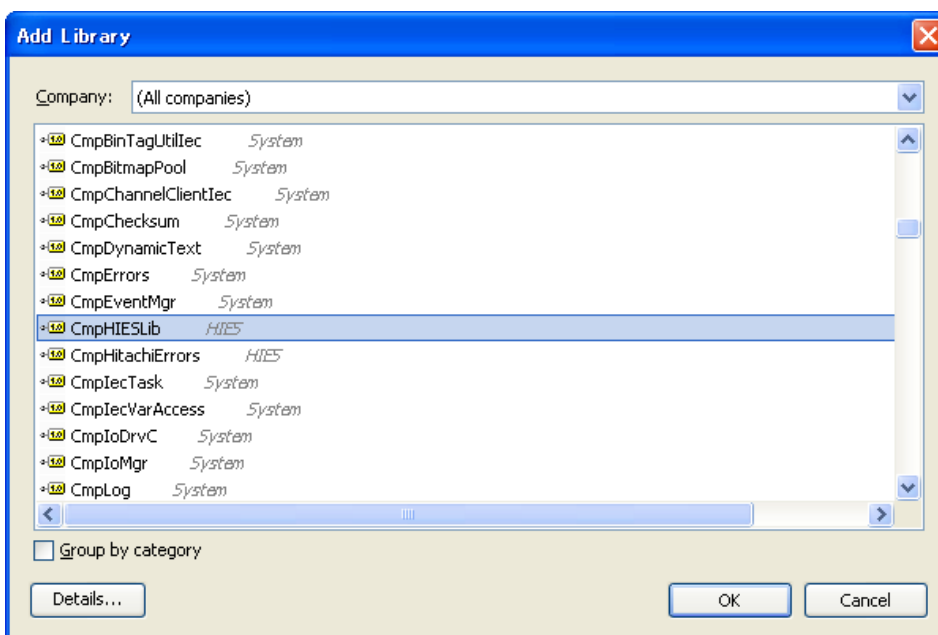 Add Library
Company: (All companies)
CmpBinTagUtilIec System
CmpBitmapPool System
CmpChannelClientIec System
CmpChecksum System
CmpDynamicText System
CmpErrors System
CmpEventMgr System
CmpHIESLib HIES
CmpHitachiErrors HIES
CmpIecTask System
CmpIecVarAccess System
CmpIoDrvC System
CmpIoMgr System
CmpLog System
Group by category
Details... OK Cancel